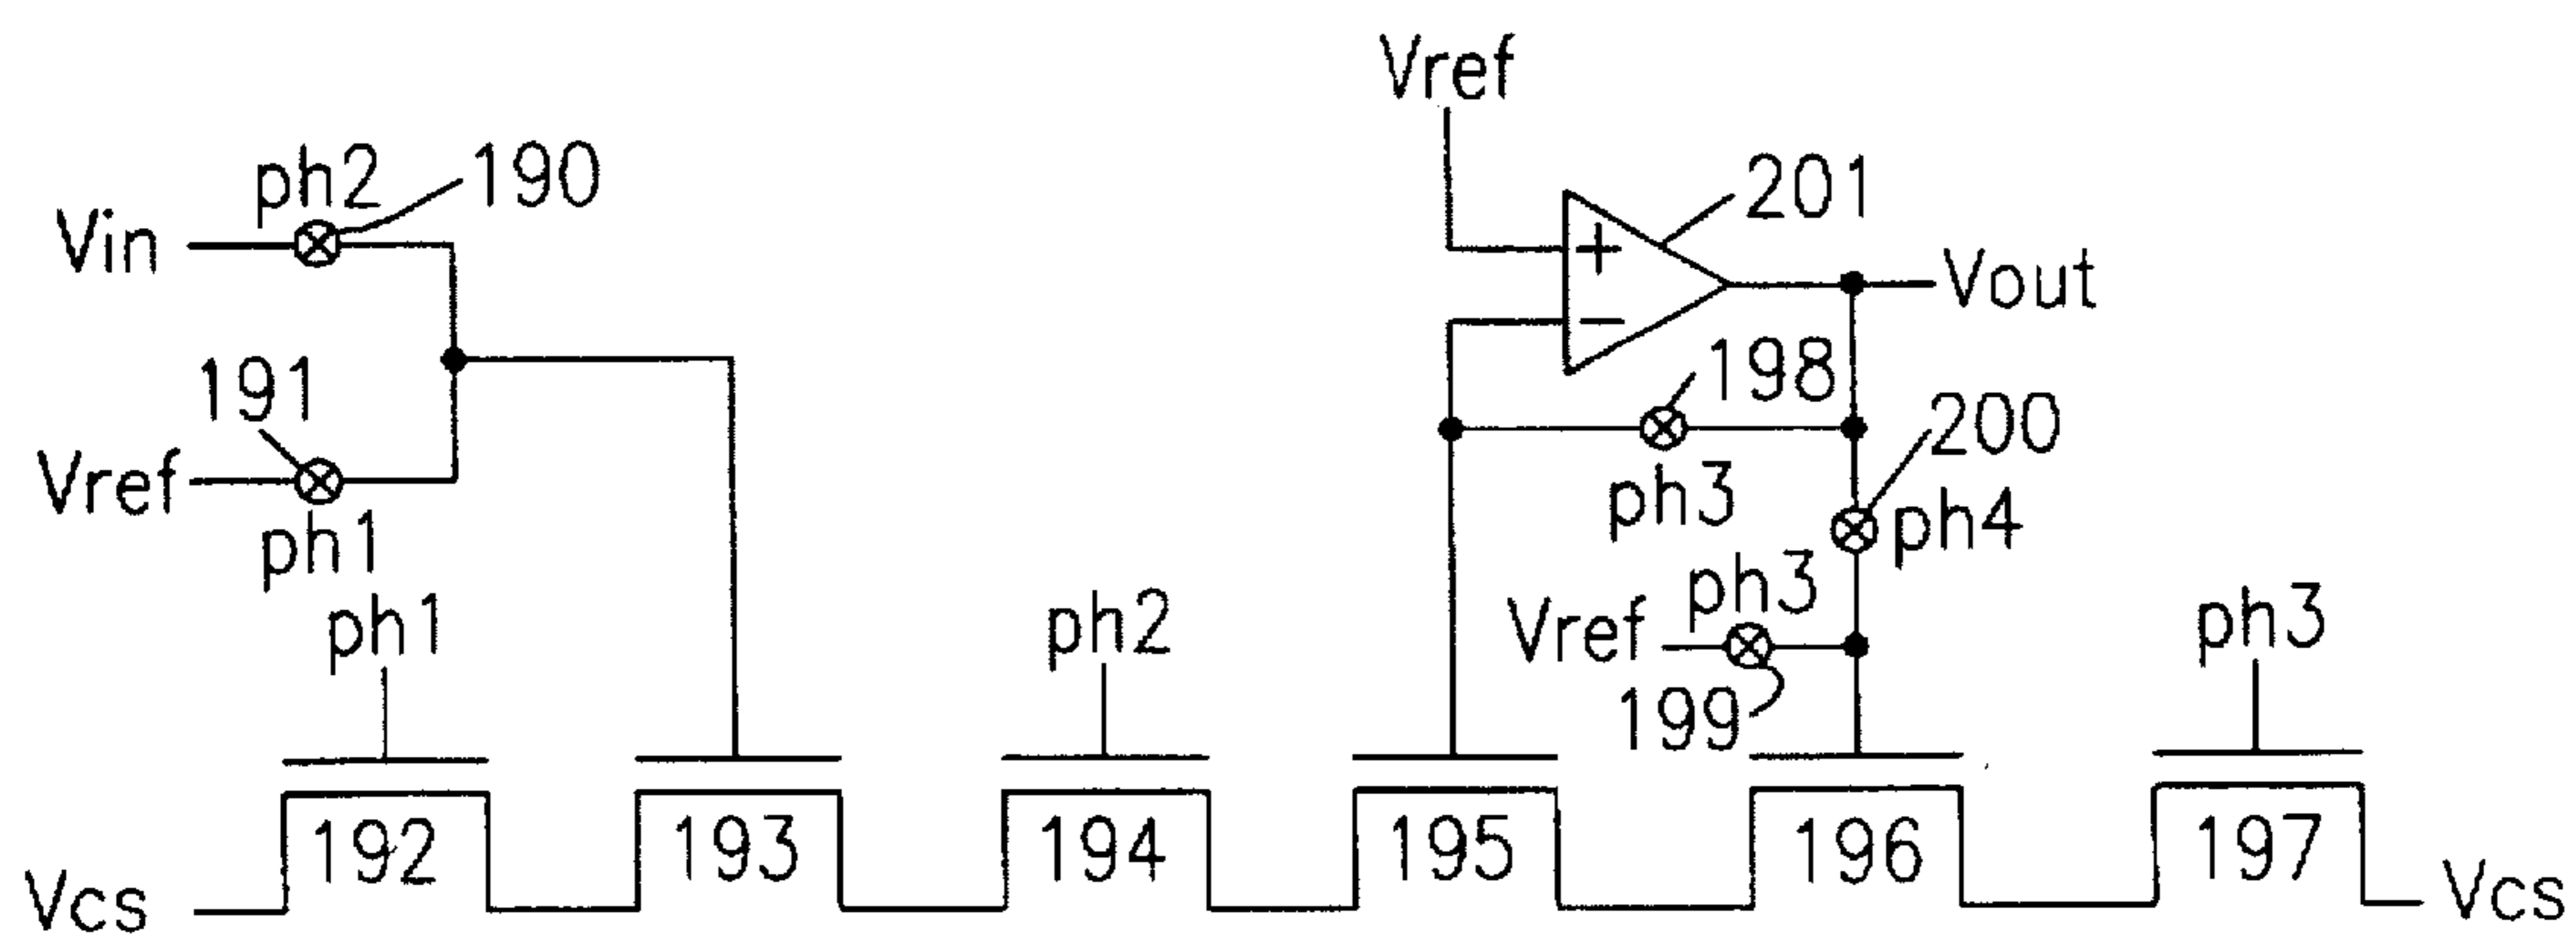 Vref
ph2
190
201
Vin
+
Vout
−
191
198
200
Vref
ph3
ph4
ph1
ph1
ph2
Vref
ph3
ph3
199
192
193
194
195
196
197
Vcs
Vcs